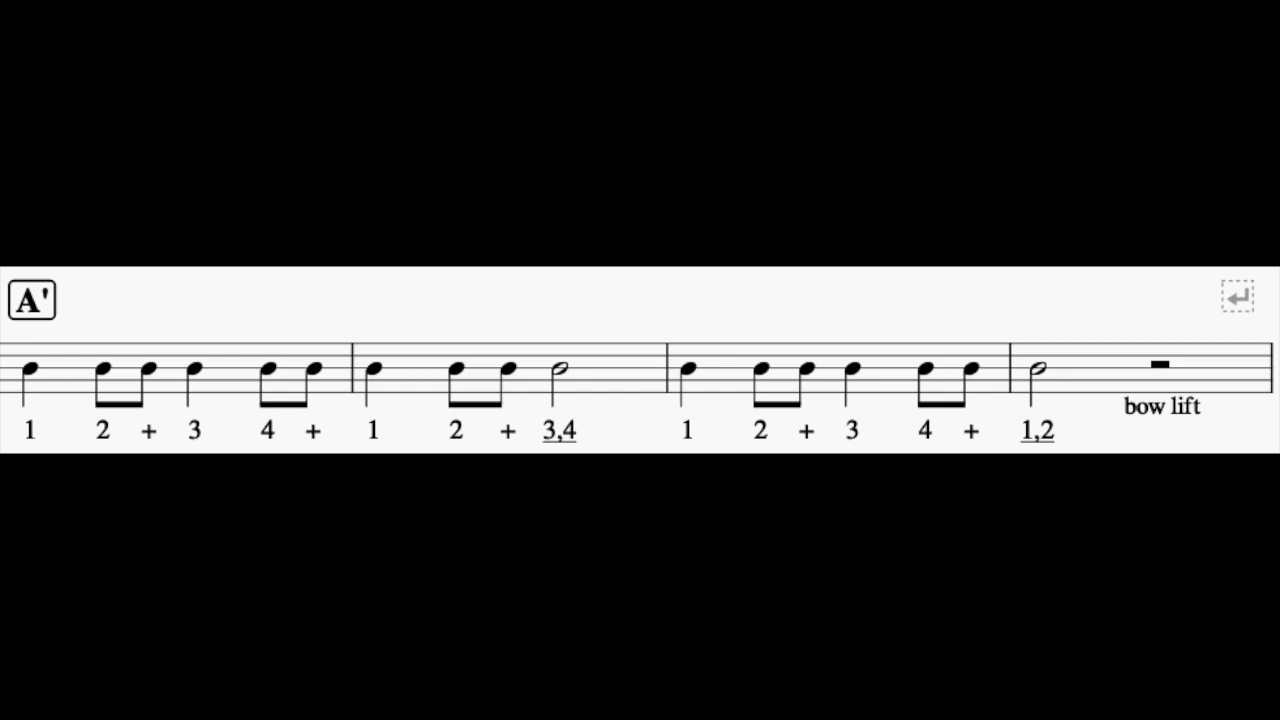 A'
bow lift
1 2 + 3 4 + 1 2 + 3,4 1 2 + 3 4 + 1,2